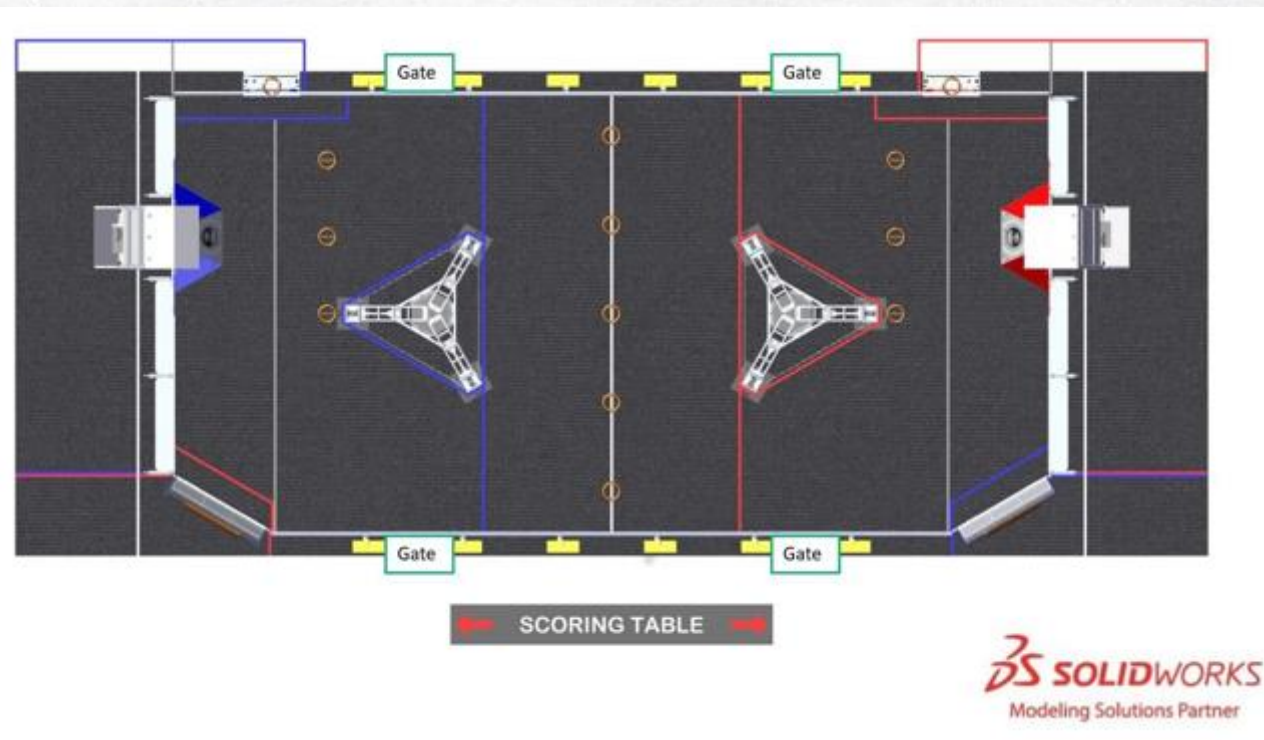 Gate
Gate
Gate
Gate
SCORING TABLE
SOLIDWORKS
Modeling Solutions Partner